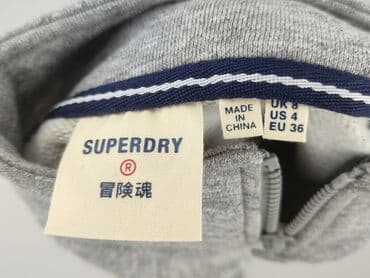 SUPERDRY
®
冒険魂
MADE
IN
CHINA
UK 8
US 4
EU 36